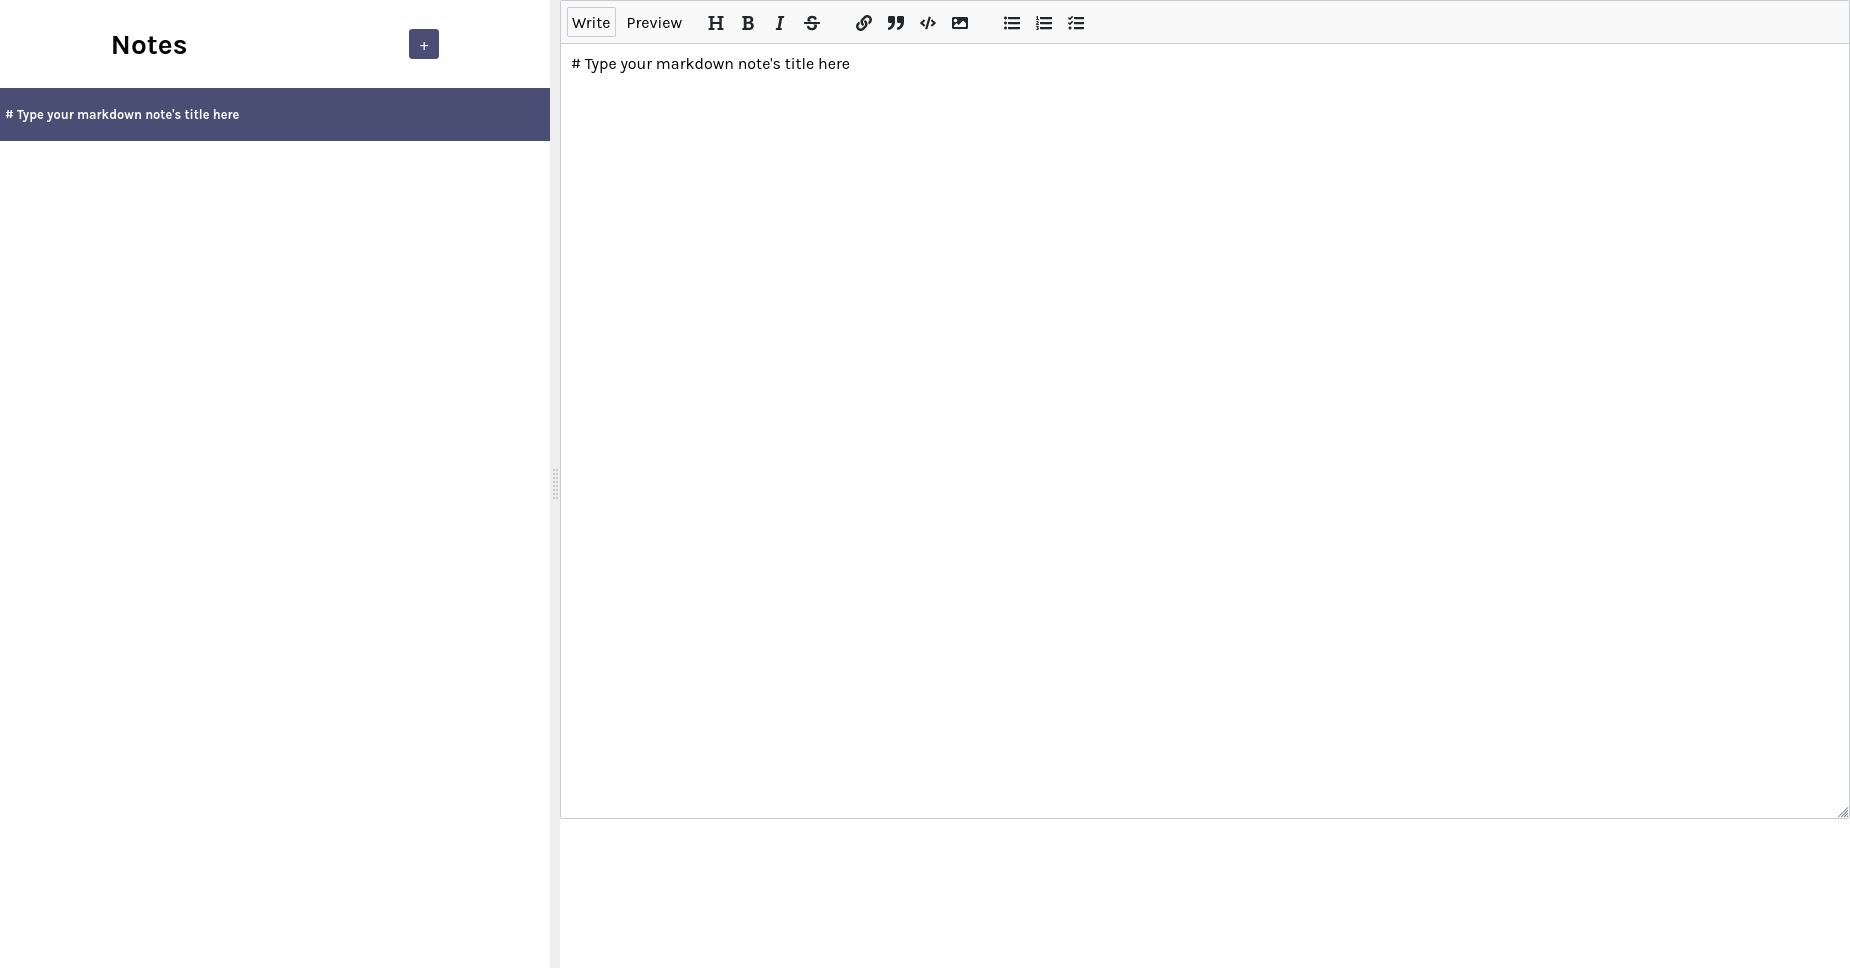 Notes
+
# Type your markdown note's title here
Write Preview
# Type your markdown note's title here